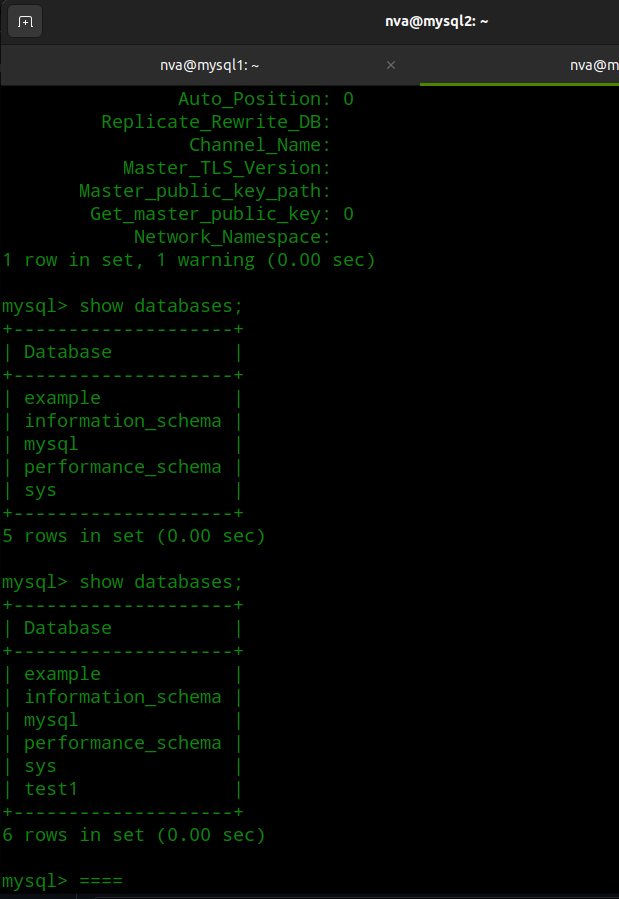 nva@mysql2: ~
nva@mysql1: ~ ×
nva@m
Auto_Position: 0
Replicate_Rewrite_DB:
Channel_Name:
Master_TLS_Version:
Master_public_key_path:
Get_master_public_key: 0
Network_Namespace:
1 row in set, 1 warning (0.00 sec)
mysql> show databases;
+--------------------+
| Database           |
+--------------------+
| example            |
| information_schema |
| mysql              |
| performance_schema |
| sys                |
+--------------------+
5 rows in set (0.00 sec)
mysql> show databases;
+--------------------+
| Database           |
+--------------------+
| example            |
| information_schema |
| mysql              |
| performance_schema |
| sys                |
| test1              |
+--------------------+
6 rows in set (0.00 sec)
mysql> ====